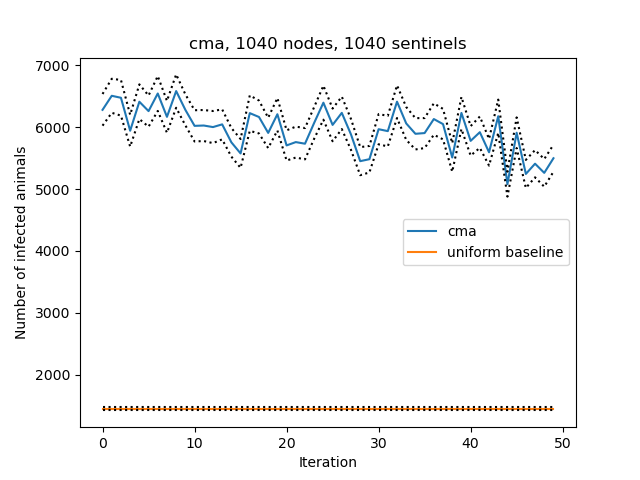 cma, 1040 nodes, 1040 sentinels
7000
6000
5000
4000
3000
2000
Number of infected animals
cma
uniform baseline
0 10 20 30 40 50
Iteration